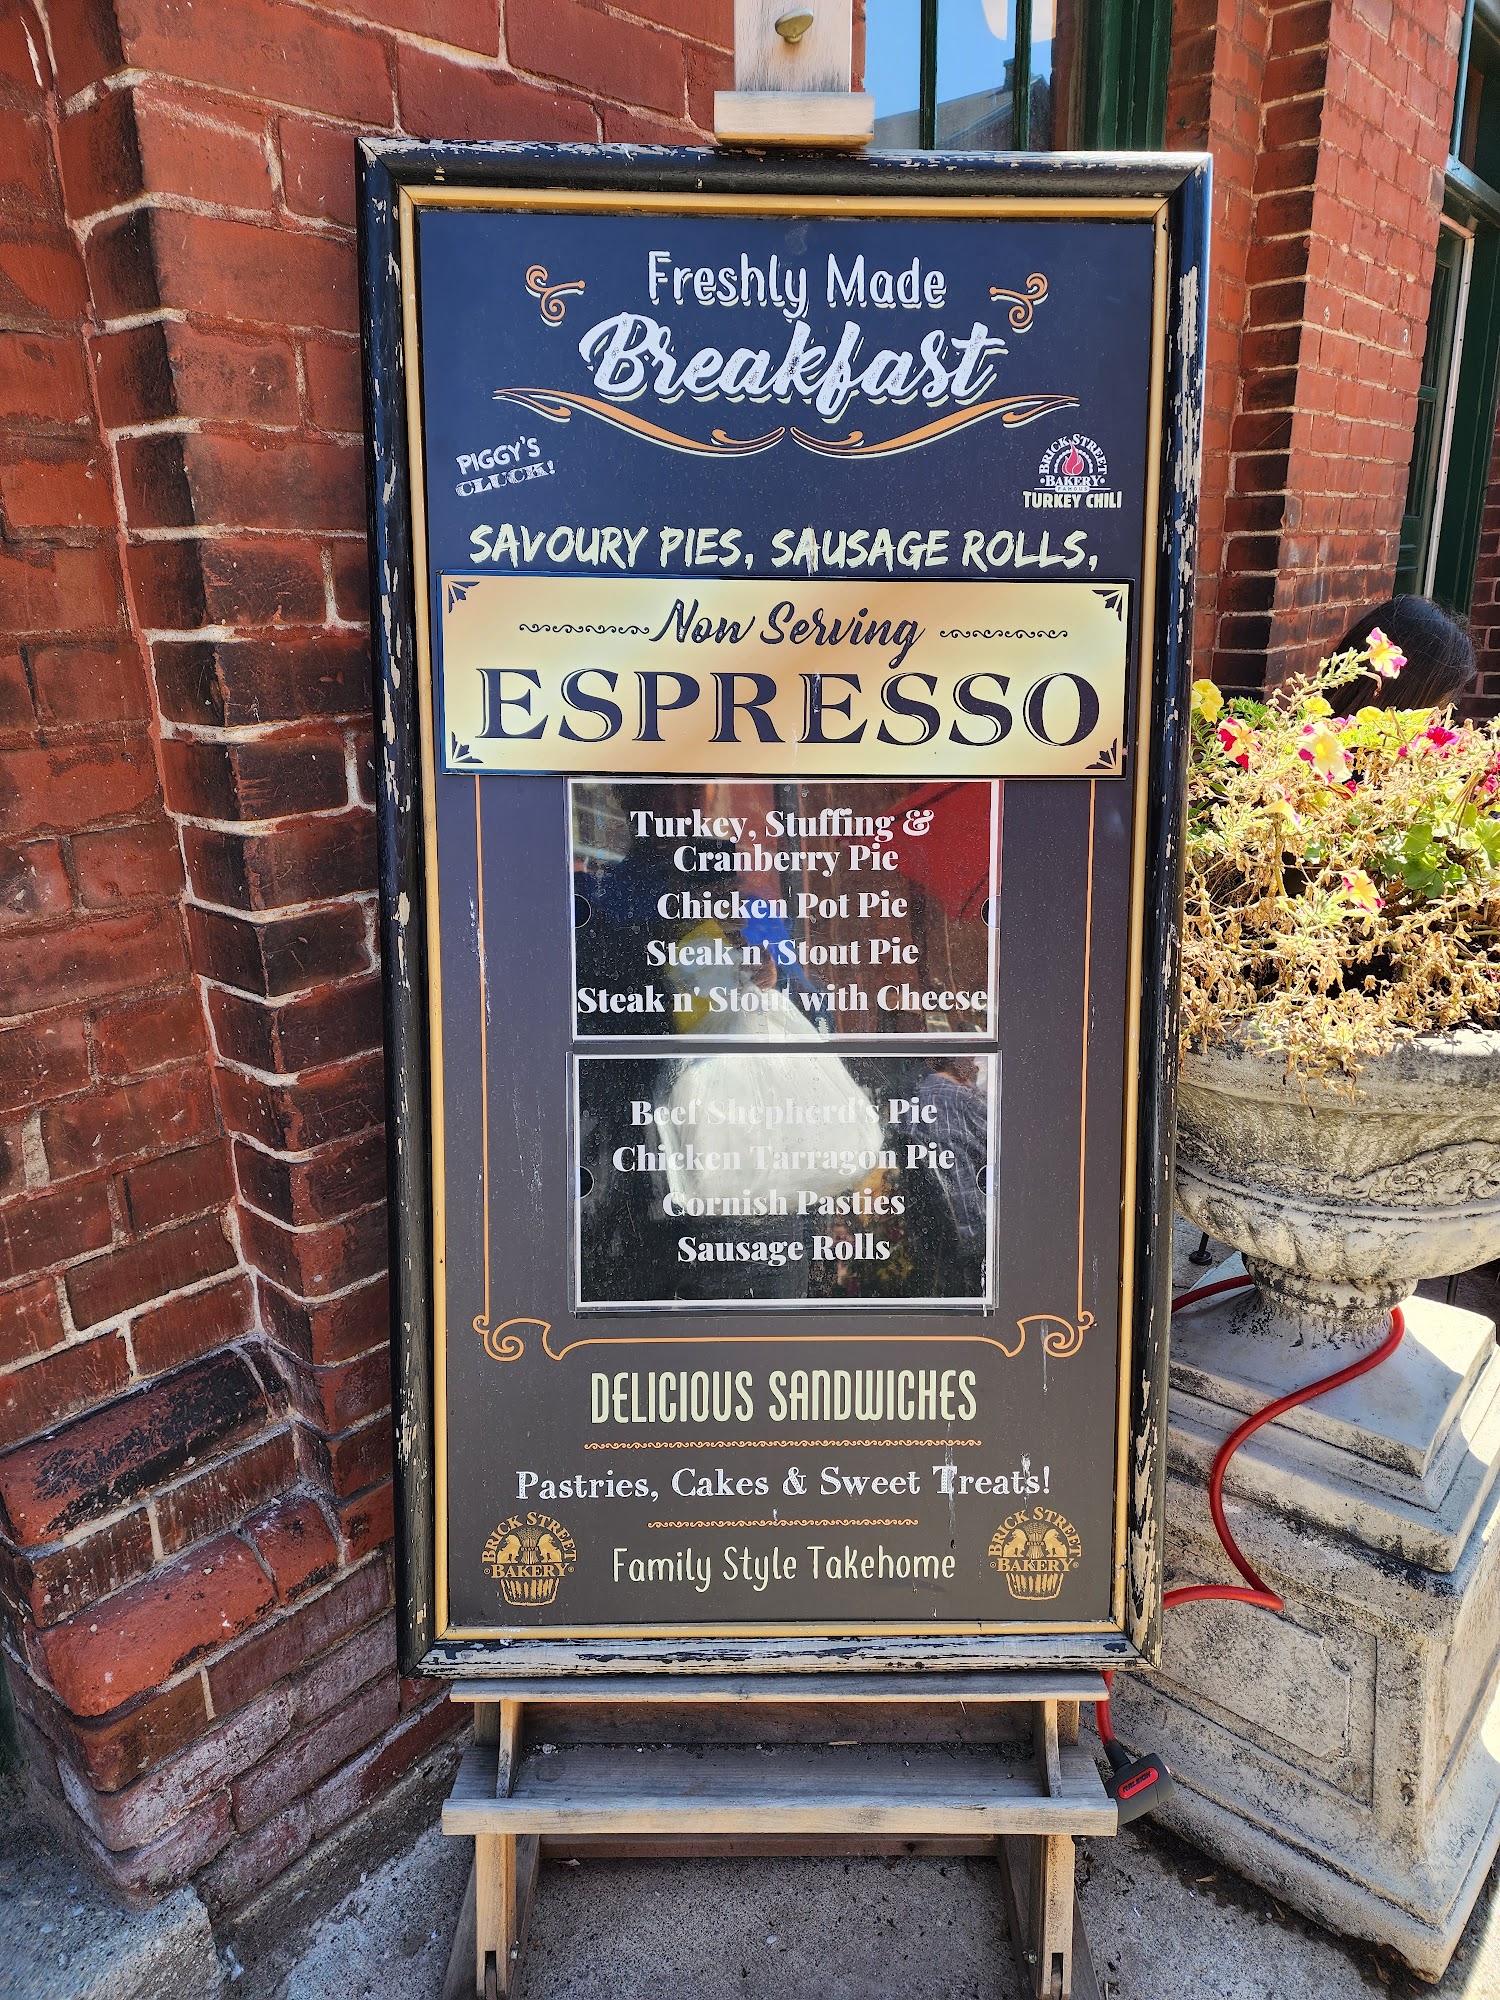 Freshly Made
Breakfast
PIGGY'S
CLUCK!
BRICK STREET
BAKERY
FAMOUS
TURKEY CHILI
SAVOURY PIES, SAUSAGE ROLLS,
Now Serving
ESPRESSO
Turkey, Stuffing &
Cranberry Pie
Chicken Pot Pie
Steak n' Stout Pie
Steak n' Stout with Cheese
Beef Shepherd's Pie
Chicken Tarragon Pie
Cornish Pasties
Sausage Rolls
DELICIOUS SANDWICHES
Pastries, Cakes & Sweet Treats!
BRICK STREET
BAKERY
Family Style Takehome
BRICK STREET
BAKERY
RALEIGH